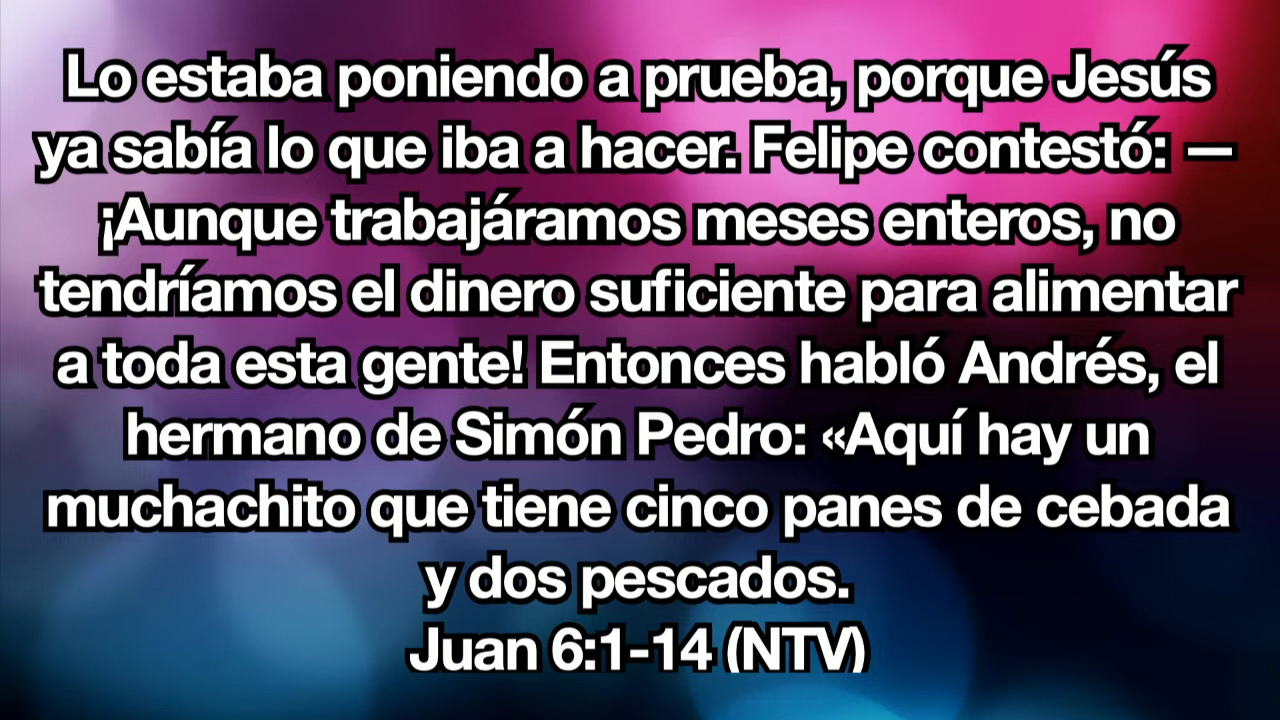 Lo estaba poniendo a prueba, porque Jesús
ya sabía lo que iba a hacer. Felipe contestó: —
¡Aunque trabajáramos meses enteros, no
tendríamos el dinero suficiente para alimentar
a toda esta gente! Entonces habló Andrés, el
hermano de Simón Pedro: «Aquí hay un
muchachito que tiene cinco panes de cebada
y dos pescados.
Juan 6:1-14 (NTV)